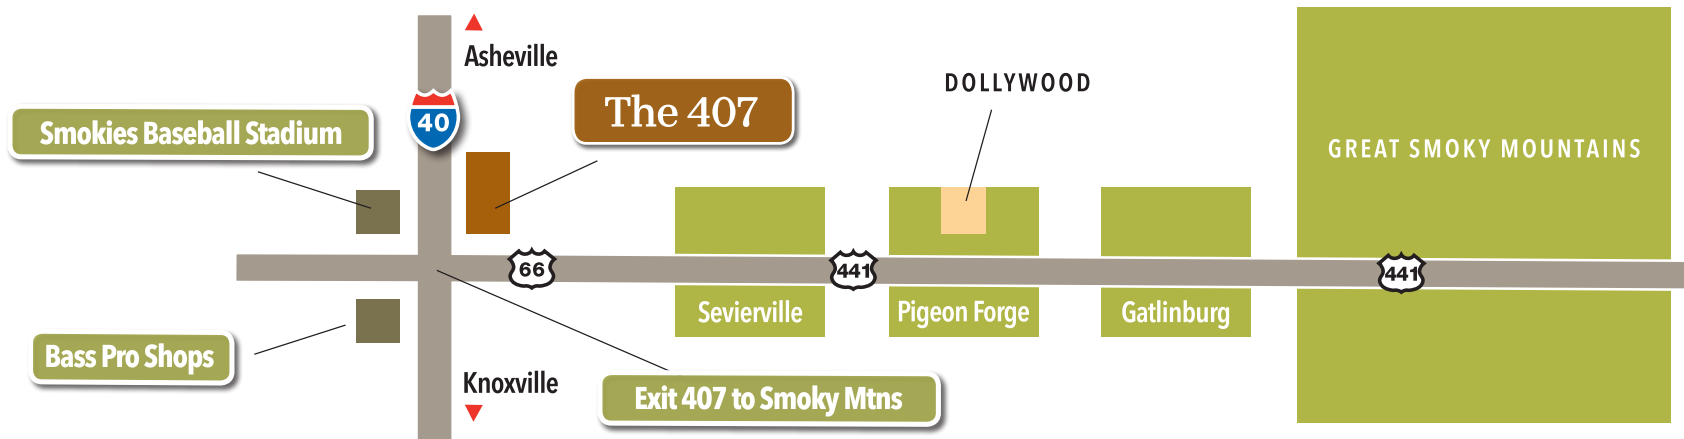 Asheville
40
The 407
DOLLYWOOD
Smokies Baseball Stadium
GREAT SMOKY MOUNTAINS
66
441
441
Sevierville
Pigeon Forge
Gatlinburg
Bass Pro Shops
Knoxville
Exit 407 to Smoky Mtns